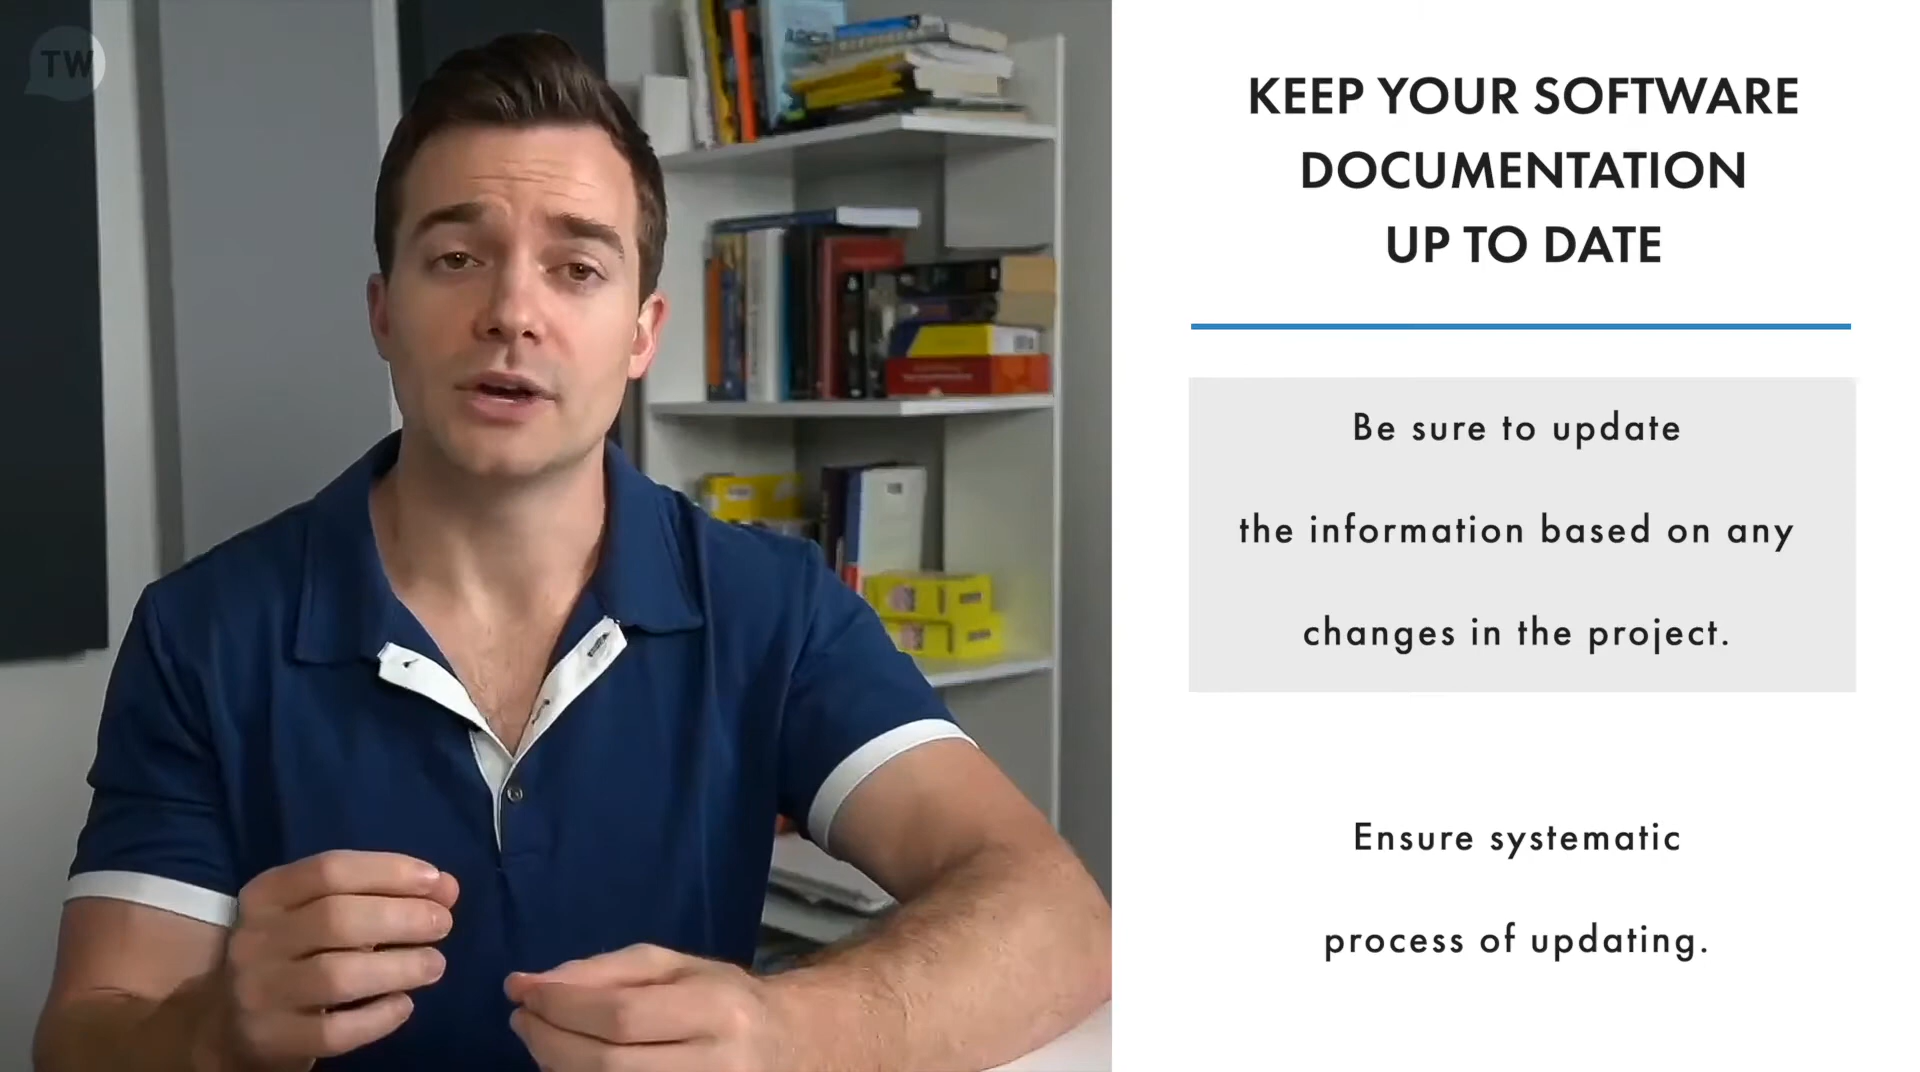 TW
KEEP YOUR SOFTWARE
DOCUMENTATION
UP TO DATE
Be sure to update
the information based on any
changes in the project.
Ensure systematic
process of updating.